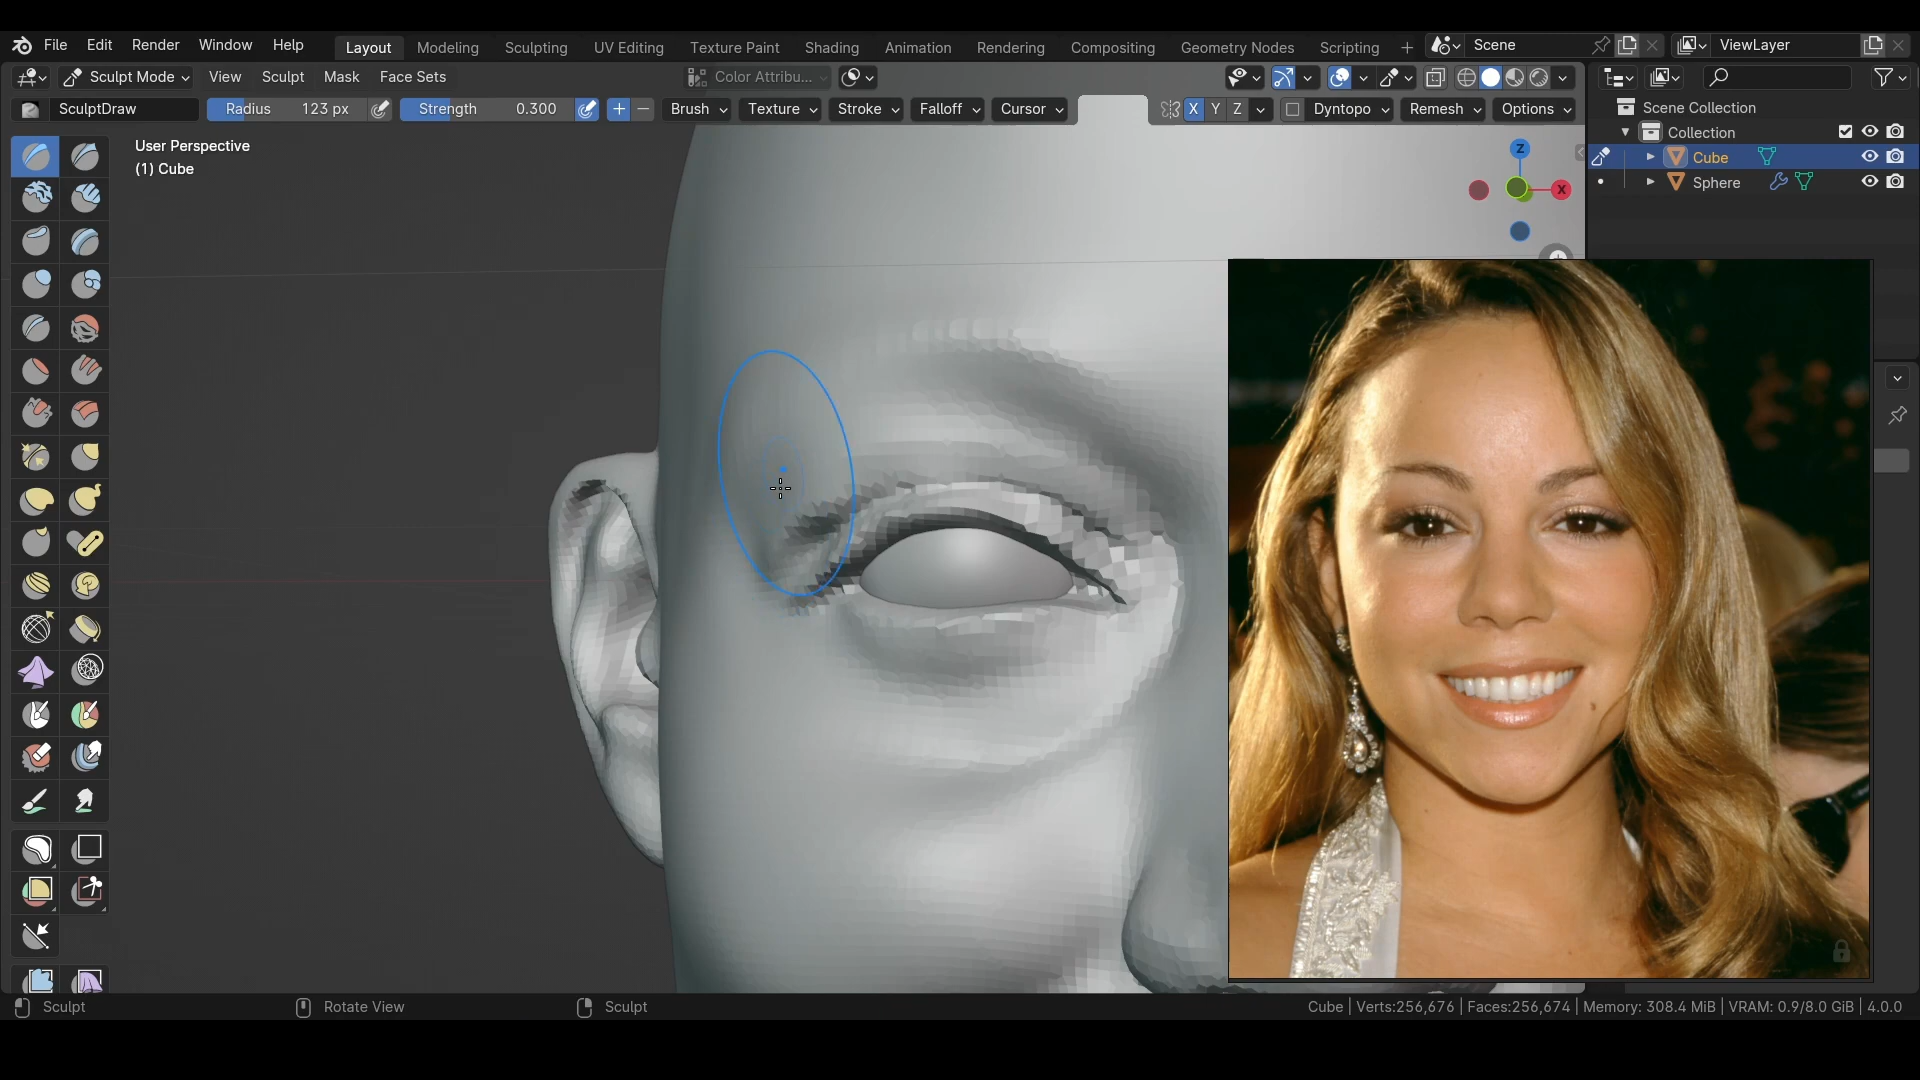 File Edit Render Window Help Layout Modeling Sculpting UV Editing Texture Paint Shading Animation Rendering Compositing Geometry Nodes Scripting + Scene ViewLayer
Sculpt Mode View Sculpt Mask Face Sets Color Attribu...
SculptDraw Radius 123 px Strength 0.300 + − Brush Texture Stroke Falloff Cursor X Y Z Dyntopo Remesh Options
Scene Collection
Collection
Cube
Sphere
User Perspective
(1) Cube
Z
X
Sculpt Rotate View Sculpt Cube | Verts:256,676 | Faces:256,674 | Memory: 308.4 MiB | VRAM: 0.9/8.0 GiB | 4.0.0